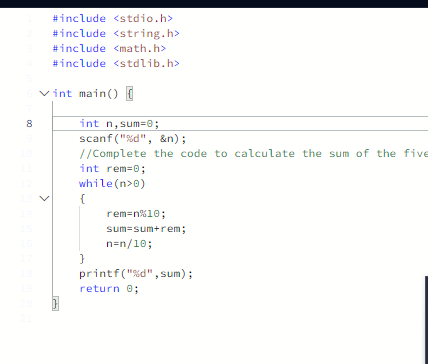 #include <stdio.h>
#include <string.h>
#include <math.h>
#include <stdlib.h>
int main() {
8
int n,sum=0;
scanf("%d", &n);
//Complete the code to calculate the sum of the five
int rem=0;
while(n>0)
{
rem=n%10;
sum=sum+rem;
n=n/10;
}
printf("%d",sum);
return 0;
}